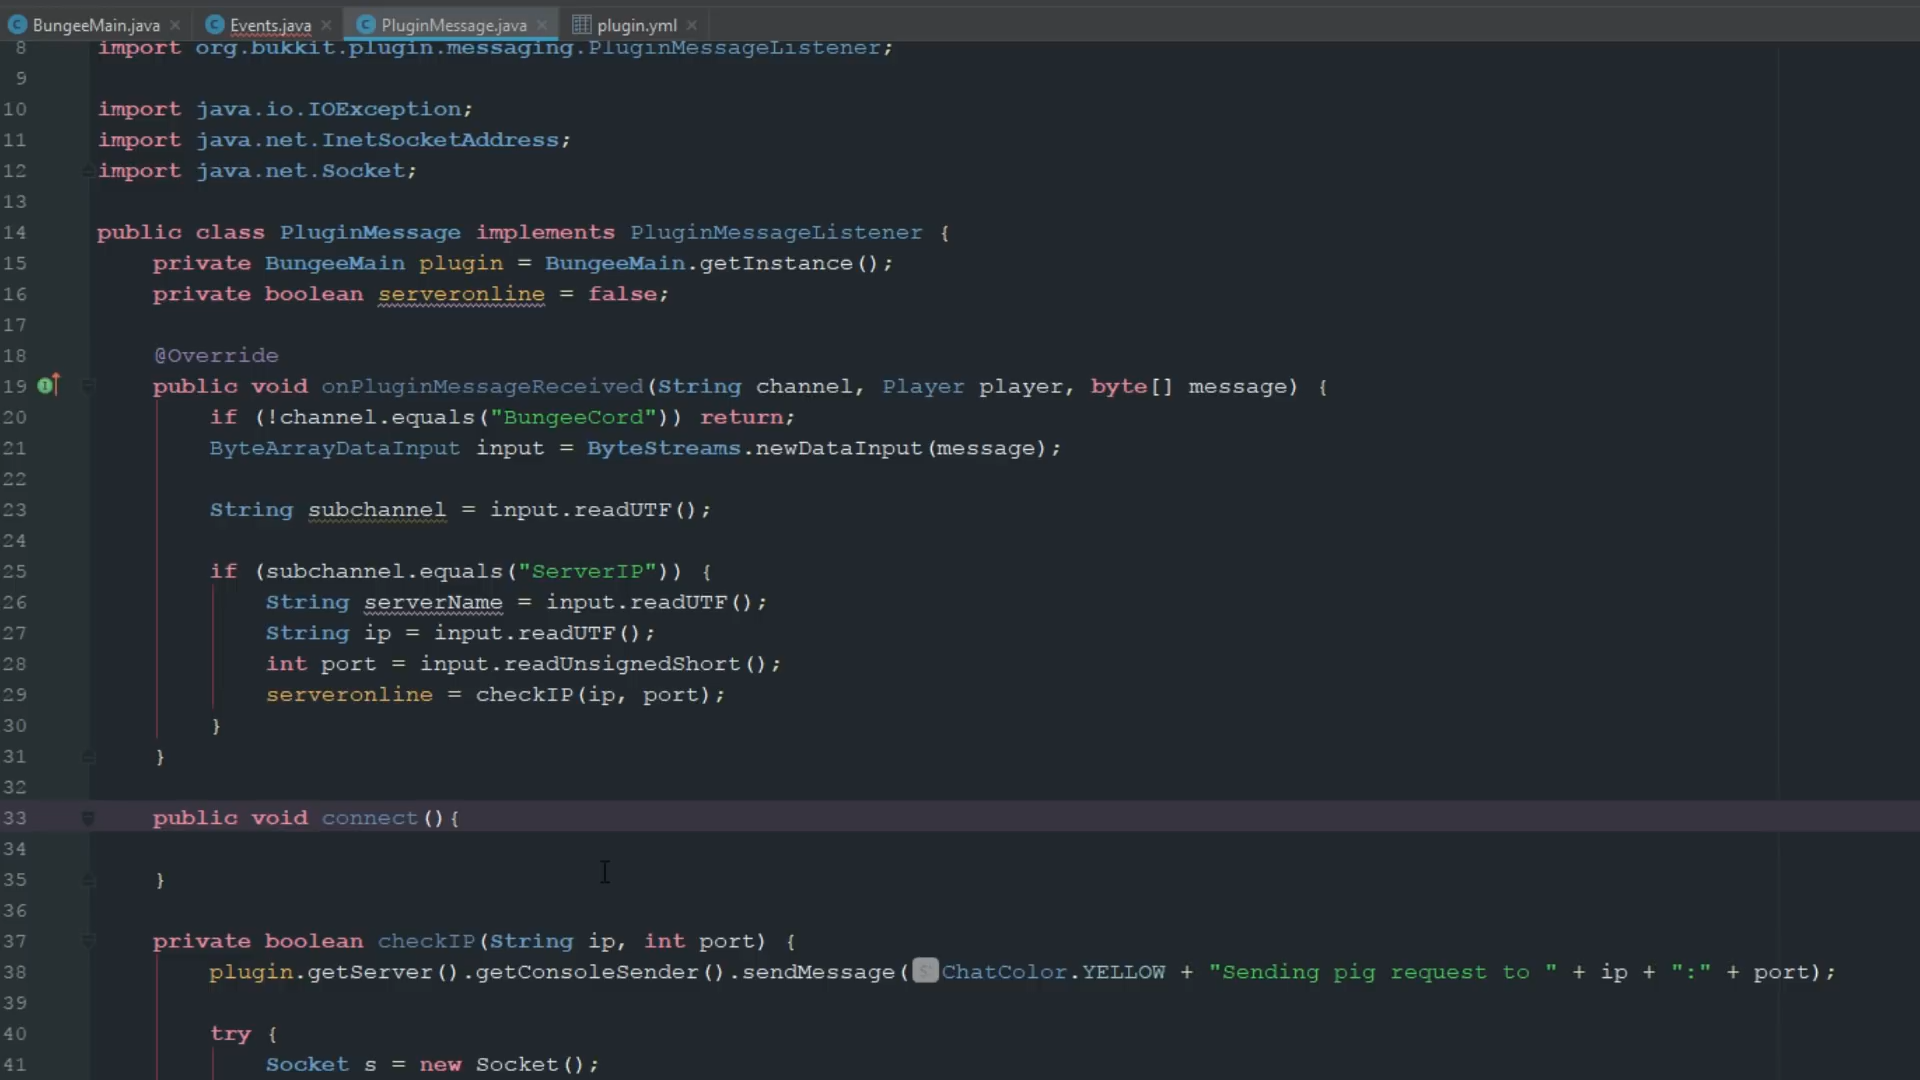 BungeeMain.java
Events.java
PluginMessage.java
plugin.yml
8 import org.bukkit.plugin.messaging.PluginMessageListener;
9
10 import java.io.IOException;
11 import java.net.InetSocketAddress;
12 import java.net.Socket;
13
14 public class PluginMessage implements PluginMessageListener {
15 private BungeeMain plugin = BungeeMain.getInstance();
16 private boolean serveronline = false;
17
18 @Override
19 public void onPluginMessageReceived(String channel, Player player, byte[] message) {
20 if (!channel.equals("BungeeCord")) return;
21 ByteArrayDataInput input = ByteStreams.newDataInput(message);
22
23 String subchannel = input.readUTF();
24
25 if (subchannel.equals("ServerIP")) {
26 String serverName = input.readUTF();
27 String ip = input.readUTF();
28 int port = input.readUnsignedShort();
29 serveronline = checkIP(ip, port);
30 }
31 }
32
33 public void connect(){
34
35 }
36
37 private boolean checkIP(String ip, int port) {
38 plugin.getServer().getConsoleSender().sendMessage(ChatColor.YELLOW + "Sending pig request to " + ip + ":" + port);
39
40 try {
41 Socket s = new Socket();